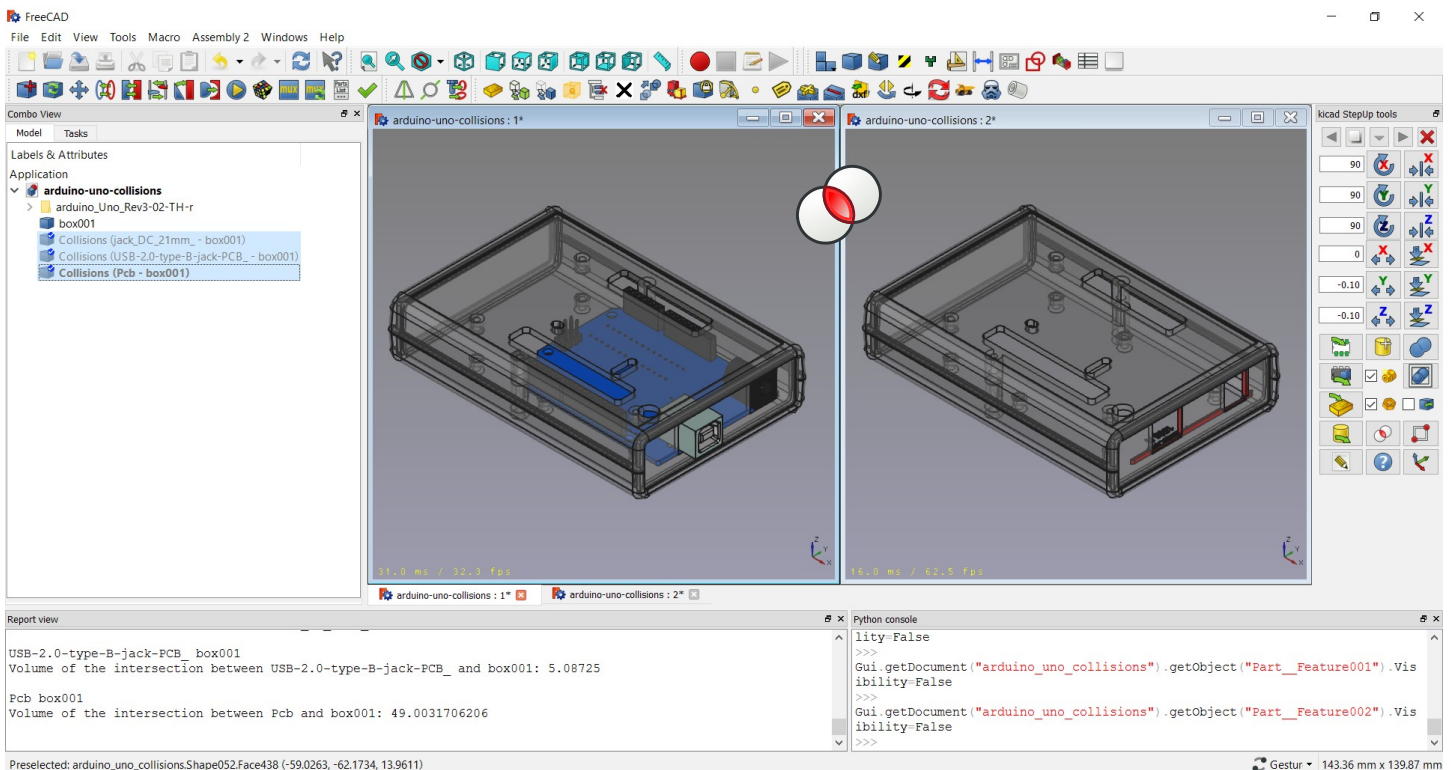 FreeCAD
File Edit View Tools Macro Assembly 2 Windows Help
mux mux Parts List
Combo View
Model Tasks
Labels & Attributes
Application
arduino-uno-collisions
arduino_Uno_Rev3-02-TH-r
box001
Collisions (jack_DC_21mm_ - box001)
Collisions (USB-2.0-type-B-jack-PCB_ - box001)
Collisions (Pcb - box001)
arduino-uno-collisions : 1*
31.0 ms / 32.3 fps
Z Y X
arduino-uno-collisions : 2*
16.0 ms / 62.5 fps
Z Y X
arduino-uno-collisions : 1* arduino-uno-collisions : 2*
kicad StepUp tools
90 X X
90 Y Y
90 Z Z
0 X X
-0.10 Y Y
-0.10 Z Z
Report view
USB-2.0-type-B-jack-PCB_ box001
Volume of the intersection between USB-2.0-type-B-jack-PCB_ and box001: 5.08725
Pcb box001
Volume of the intersection between Pcb and box001: 49.0031706206
Python console
lity=False
>>>
Gui.getDocument("arduino_uno_collisions").getObject("Part__Feature001").Vis
ibility=False
>>>
Gui.getDocument("arduino_uno_collisions").getObject("Part__Feature002").Vis
ibility=False
>>>
Preselected: arduino_uno_collisions.Shape052.Face438 (-59.0263, -62.1734, 13.9611)
Gestur 143.36 mm x 139.87 mm